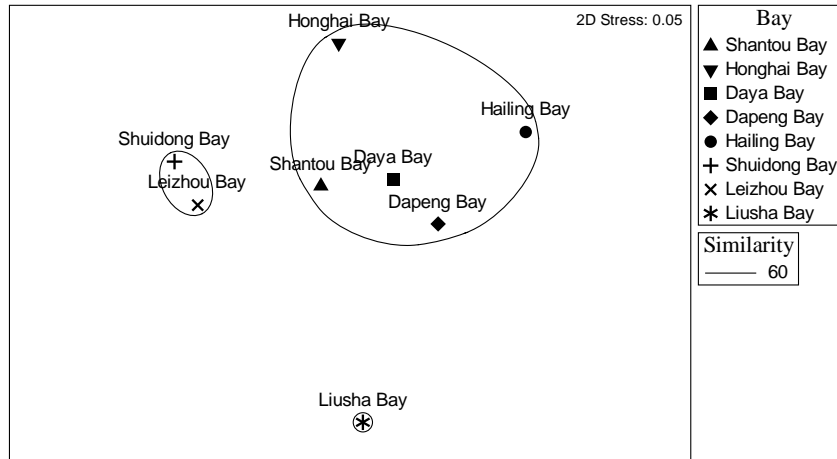 Honghai Bay
2D Stress: 0.05
Hailing Bay
Shuidong Bay
Daya Bay
Shantou Bay
Leizhou Bay
Dapeng Bay
Liusha Bay
Bay
Shantou Bay
Honghai Bay
Daya Bay
Dapeng Bay
Hailing Bay
Shuidong Bay
Leizhou Bay
Liusha Bay
Similarity
60